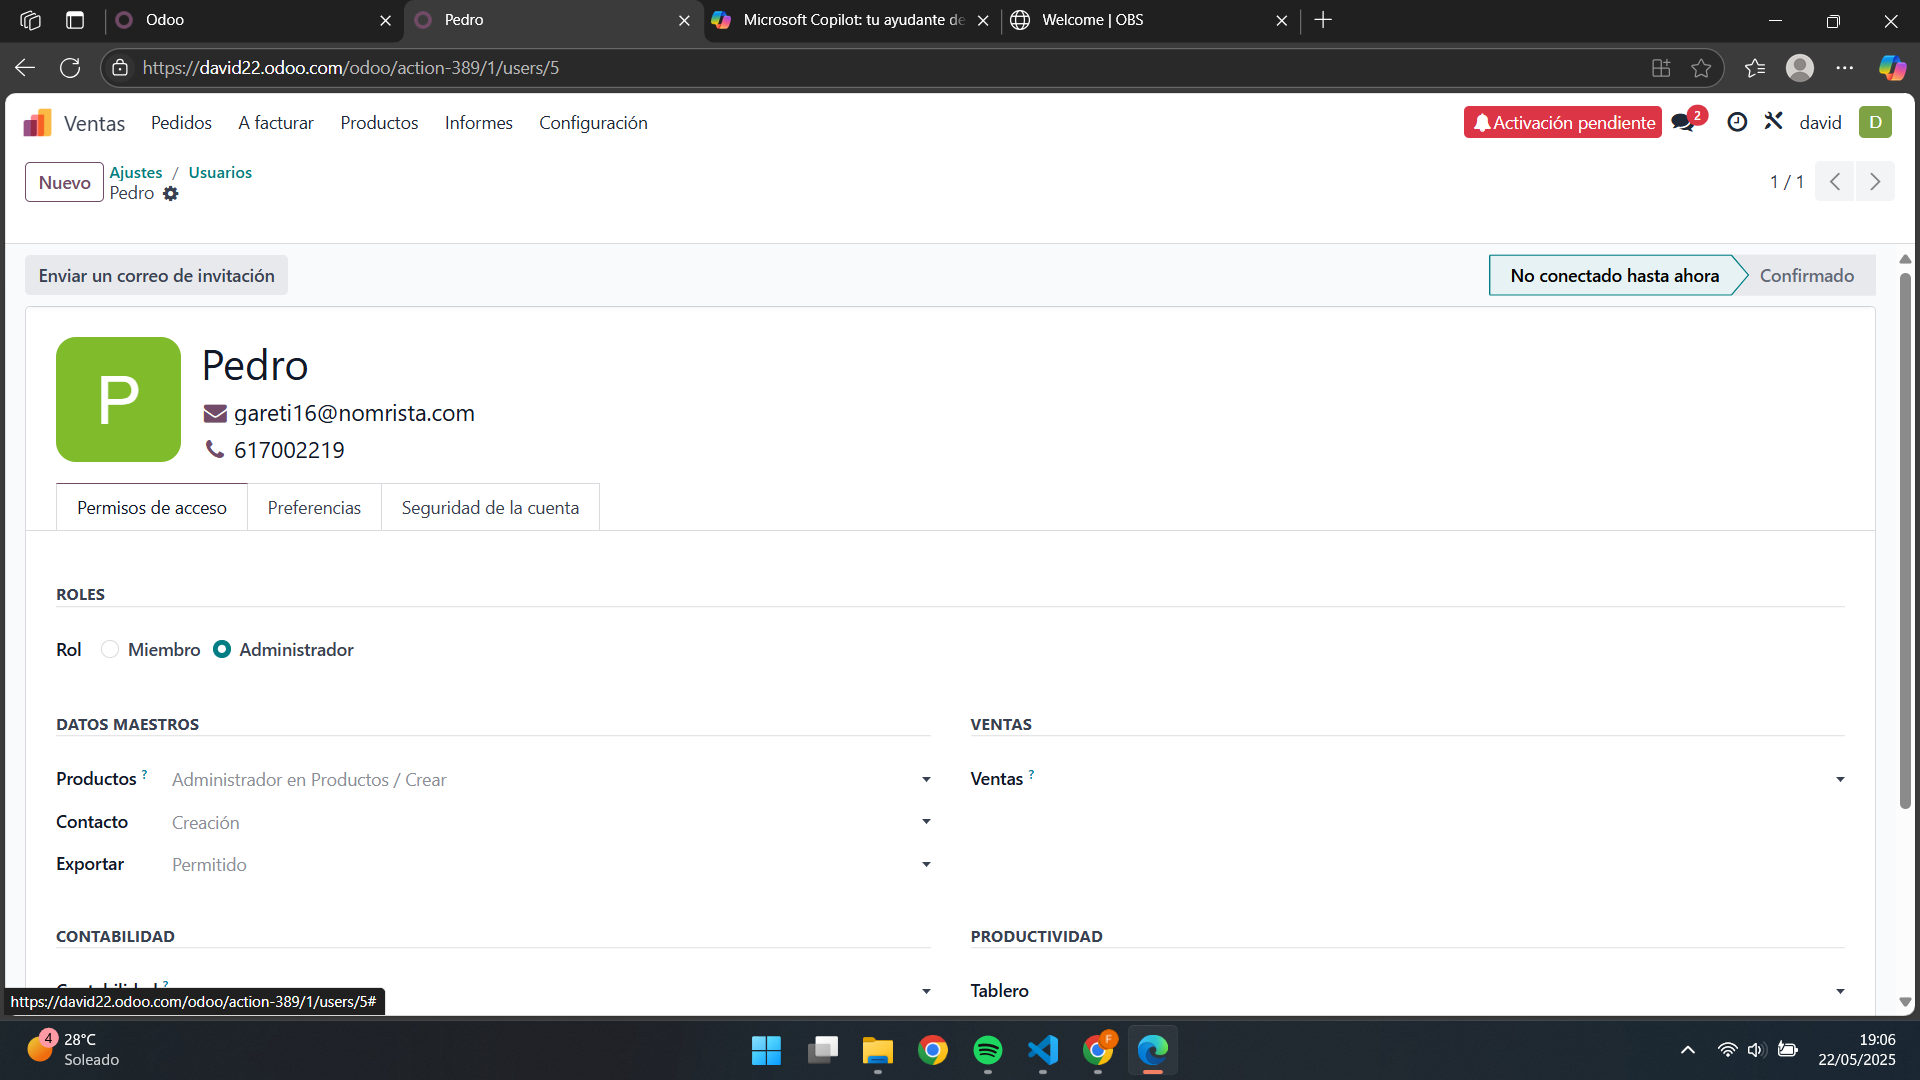 Odoo
Pedro
Microsoft Copilot: tu ayudante de
Welcome | OBS
https://david22.odoo.com/odoo/action-389/1/users/5
Ventas
Pedidos
A facturar
Productos
Informes
Configuración
Activación pendiente
2
david
D
Nuevo
Ajustes / Usuarios
Pedro
1 / 1
Enviar un correo de invitación
No conectado hasta ahora
Confirmado
P
Pedro
gareti16@nomrista.com
617002219
Permisos de acceso
Preferencias
Seguridad de la cuenta
ROLES
Rol
Miembro
Administrador
DATOS MAESTROS
VENTAS
Productos ?
Administrador en Productos / Crear
Ventas ?
Contacto
Creación
Exportar
Permitido
CONTABILIDAD
PRODUCTIVIDAD
Tablero
https://david22.odoo.com/odoo/action-389/1/users/5#
4
28°C
Soleado
F
19:06
22/05/2025